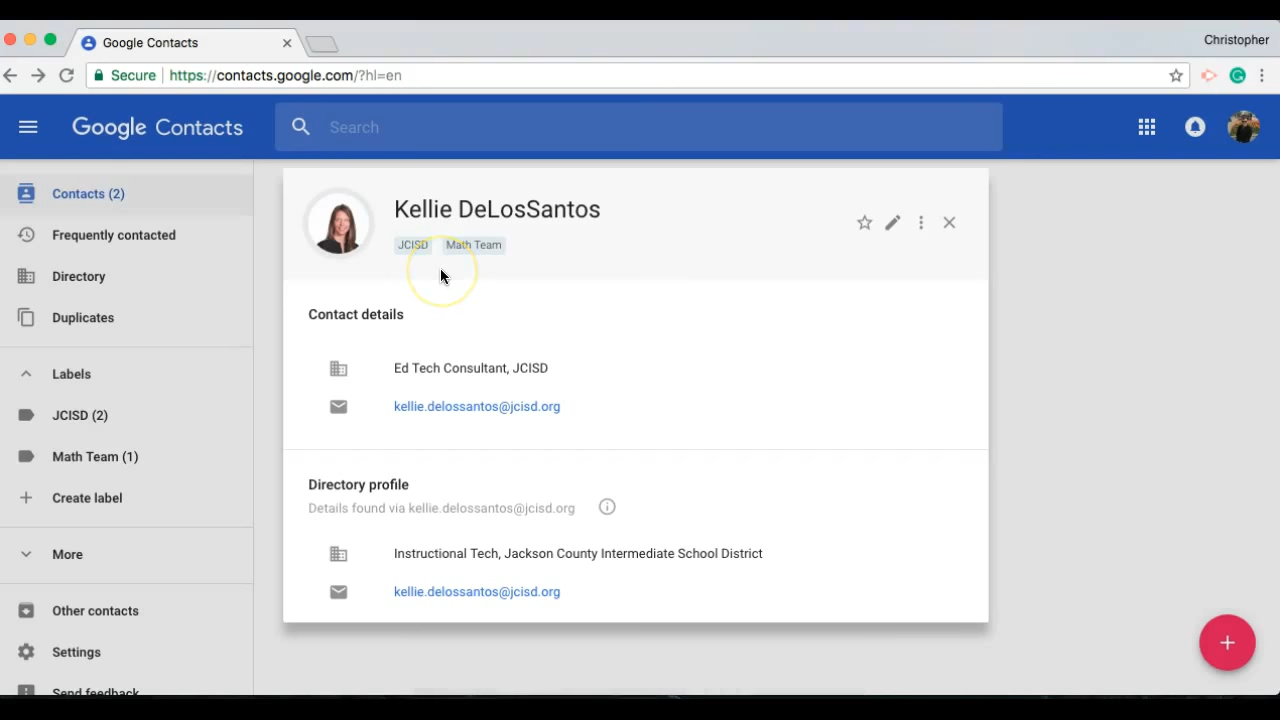 Google Contacts
Christopher
Secure https://contacts.google.com/?hl=en
Google Contacts
Search
Contacts (2)
Frequently contacted
Directory
Duplicates
Labels
JCISD (2)
Math Team (1)
Create label
More
Other contacts
Settings
Send feedback
Kellie DeLosSantos
JCISD Math Team
Contact details
Ed Tech Consultant, JCISD
kellie.delossantos@jcisd.org
Directory profile
Details found via kellie.delossantos@jcisd.org
Instructional Tech, Jackson County Intermediate School District
kellie.delossantos@jcisd.org